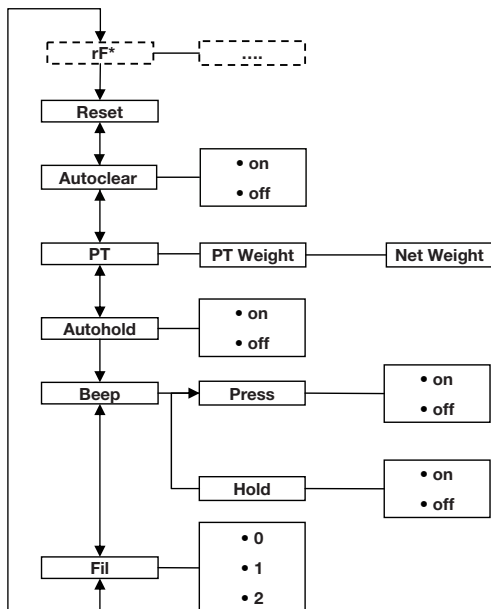 rF*
....
Reset
Autoclear
• on
• off
PT
PT Weight
Net Weight
Autohold
• on
• off
Beep
Press
• on
• off
Hold
• on
• off
Fil
• 0
• 1
• 2